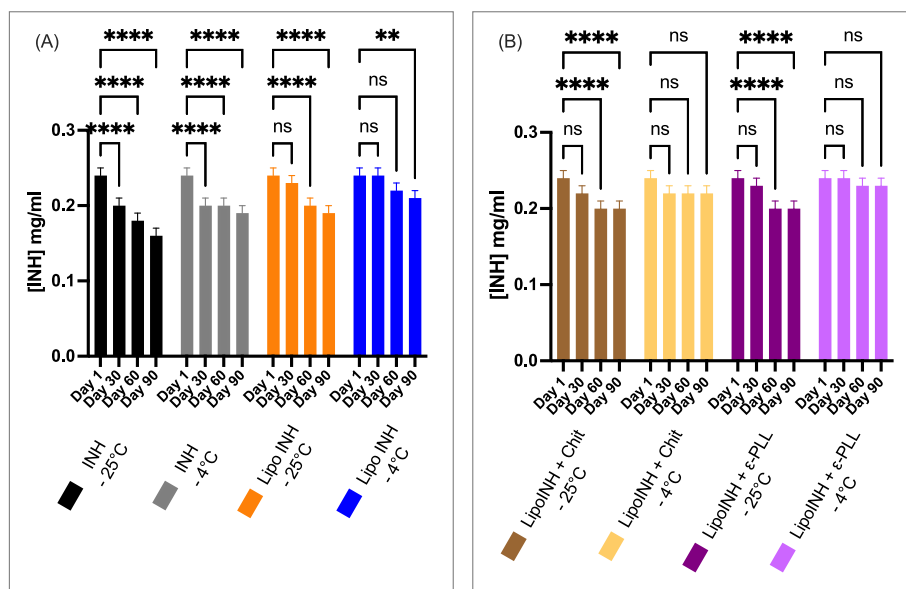 (A)
**** **** **** **
**** **** **** ns
**** **** ns ns
0.3
0.2
0.1
0.0
[INH] mg/ml
Day 1 Day 30 Day 60 Day 90 Day 1 Day 30 Day 60 Day 90 Day 1 Day 30 Day 60 Day 90 Day 1 Day 30 Day 60 Day 90
INH
- 25°C
INH
- 4°C
Lipo INH
- 25°C
Lipo INH
- 4°C
(B)
**** ns **** ns
**** ns **** ns
ns ns ns ns
0.3
0.2
0.1
0.0
[INH] mg/ml
Day 1 Day 30 Day 60 Day 90 Day 1 Day 30 Day 60 Day 90 Day 1 Day 30 Day 60 Day 90 Day 1 Day 30 Day 60 Day 90
LipoINH + Chit
- 25°C
LipoINH + Chit
- 4°C
LipoINH + ε-PLL
- 25°C
LipoINH + ε-PLL
- 4°C